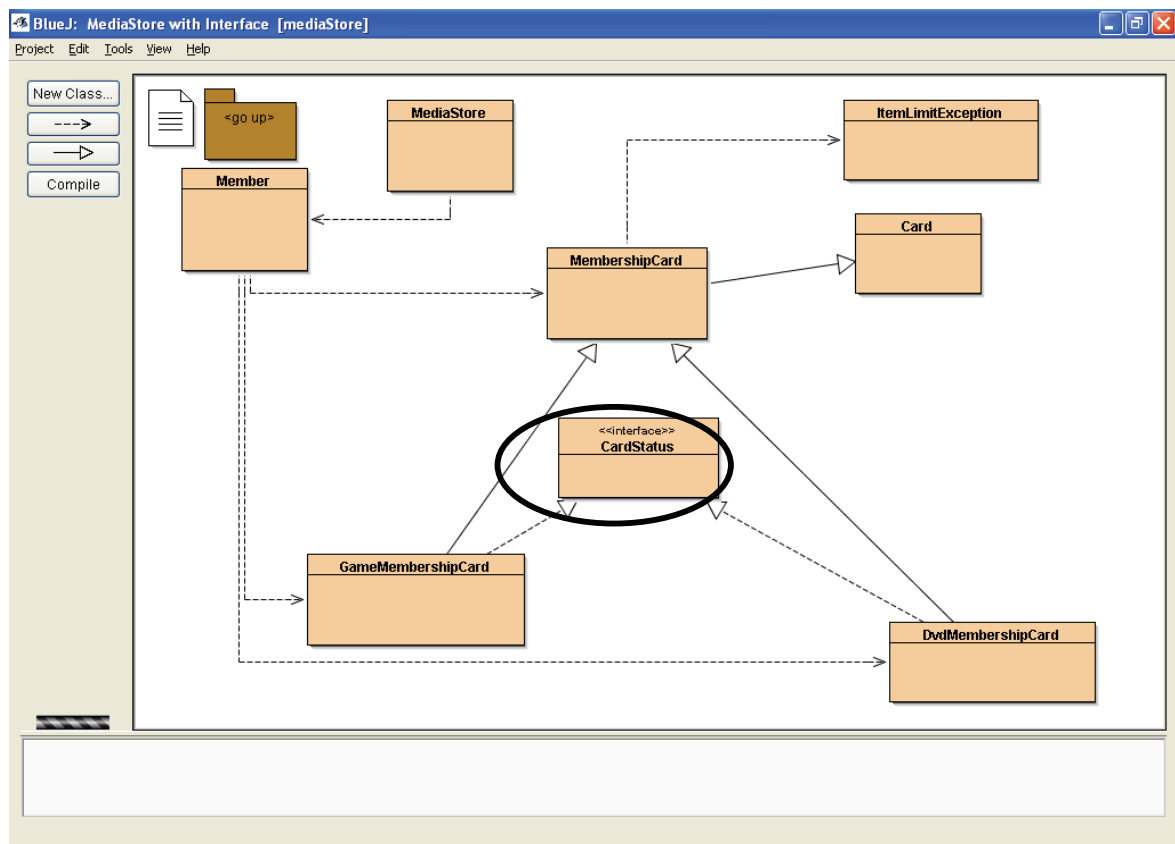 BlueJ: MediaStore with Interface [mediaStore]
Project Edit Tools View Help
New Class...
Compile
<go up>
MediaStore
ItemLimitException
Member
Card
MembershipCard
<<interface>>
CardStatus
GameMembershipCard
DvdMembershipCard